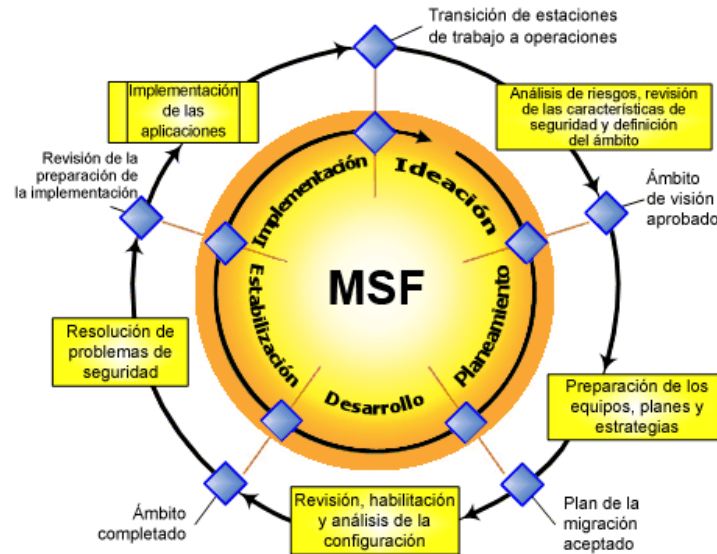 Transición de estaciones
de trabajo a operaciones
Implementación
de las
aplicaciones
Análisis de riesgos, revisión
de las características de
seguridad y definición
del ámbito
Revisión de la
preparación de
la implementación
Ámbito
de visión
aprobado
Implementación
Ideación
MSF
Estabilización
Planeamiento
Desarrollo
Resolución de
problemas de
seguridad
Preparación de los
equipos, planes y
estrategias
Ámbito
completado
Revisión, habilitación
y análisis de la
configuración
Plan de la
migración
aceptado